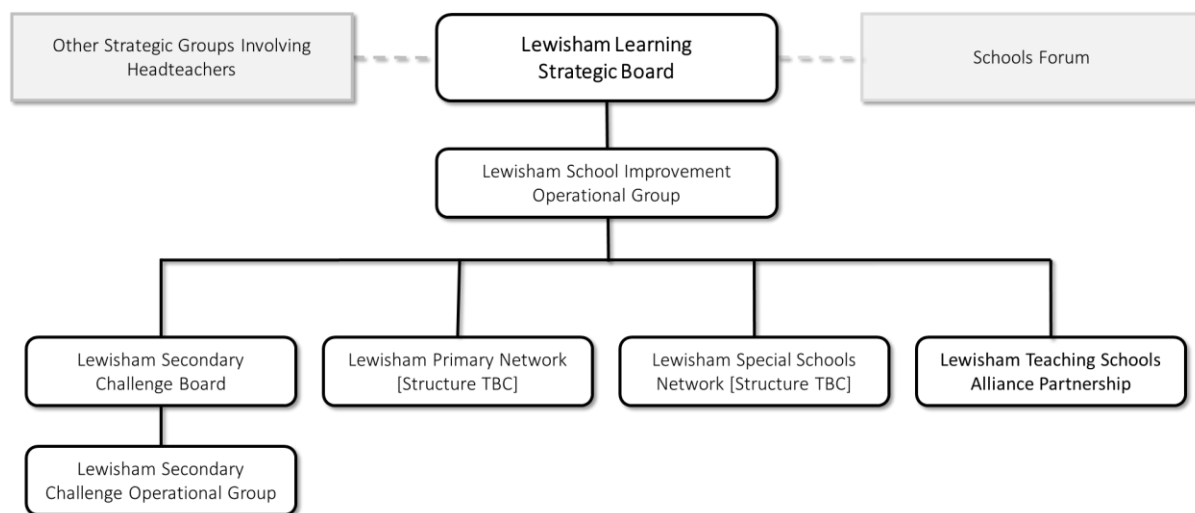 Other Strategic Groups Involving
Headteachers
Lewisham Learning
Strategic Board
Schools Forum
Lewisham School Improvement
Operational Group
Lewisham Secondary
Challenge Board
Lewisham Primary Network
[Structure TBC]
Lewisham Special Schools
Network [Structure TBC]
Lewisham Teaching Schools
Alliance Partnership
Lewisham Secondary
Challenge Operational Group